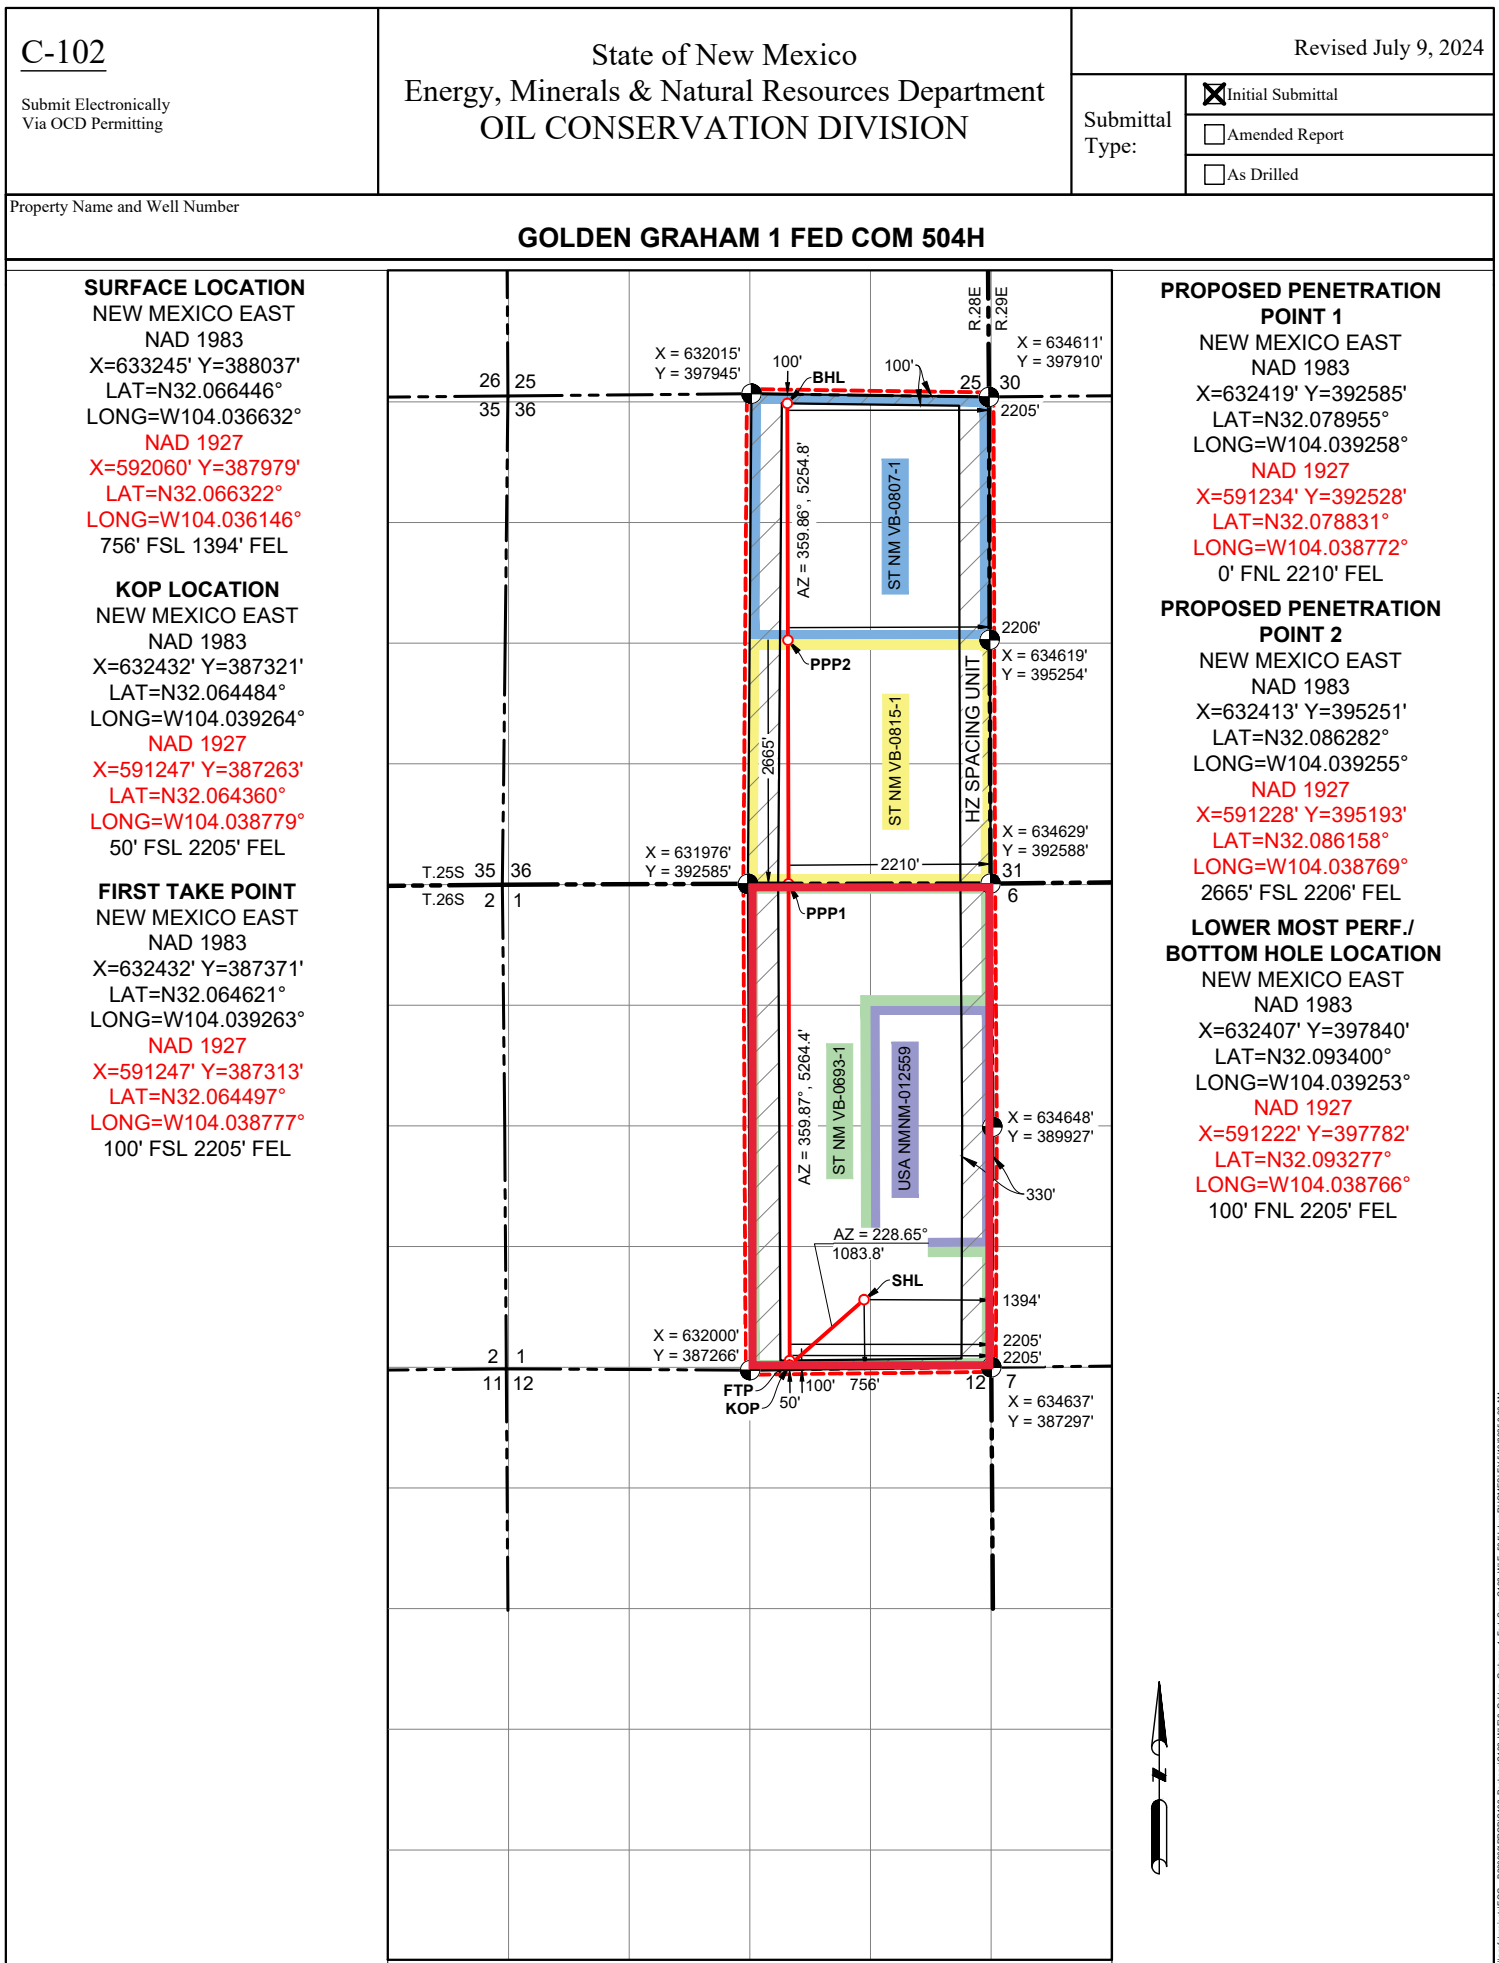 C-102
Submit Electronically
Via OCD Permitting
State of New Mexico
Energy, Minerals & Natural Resources Department
OIL CONSERVATION DIVISION
Revised July 9, 2024
Submittal
Type:
Initial Submittal
Amended Report
As Drilled
Property Name and Well Number
GOLDEN GRAHAM 1 FED COM 504H
SURFACE LOCATION
NEW MEXICO EAST
NAD 1983
X=633245' Y=388037'
LAT=N32.066446°
LONG=W104.036632°
NAD 1927
X=592060' Y=387979'
LAT=N32.066322°
LONG=W104.036146°
756' FSL 1394' FEL
KOP LOCATION
NEW MEXICO EAST
NAD 1983
X=632432' Y=387321'
LAT=N32.064484°
LONG=W104.039264°
NAD 1927
X=591247' Y=387263'
LAT=N32.064360°
LONG=W104.038779°
50' FSL 2205' FEL
FIRST TAKE POINT
NEW MEXICO EAST
NAD 1983
X=632432' Y=387371'
LAT=N32.064621°
LONG=W104.039263°
NAD 1927
X=591247' Y=387313'
LAT=N32.064497°
LONG=W104.038777°
100' FSL 2205' FEL
R.28E
R.29E
X = 632015'
Y = 397945'
100'
BHL
100'
X = 634611'
Y = 397910'
26 25
35 36
25 30
2205'
AZ = 359.86°, 5254.8'
ST NM VB-0807-1
2206'
PPP2
X = 634619'
Y = 395254'
HZ SPACING UNIT
2665'
ST NM VB-0815-1
X = 634629'
Y = 392588'
X = 631976'
Y = 392585'
2210'
T.25S 35 36
T.26S 2 1
31
6
PPP1
AZ = 359.87°, 5264.4'
ST NM VB-0693-1
USA NMNM-012559
X = 634648'
Y = 389927'
330'
AZ = 228.65°
1083.8'
SHL
1394'
X = 632000'
Y = 387266'
2205'
2205'
2 1
11 12
FTP
KOP
50'
100'
756'
12 7
X = 634637'
Y = 387297'
PROPOSED PENETRATION
POINT 1
NEW MEXICO EAST
NAD 1983
X=632419' Y=392585'
LAT=N32.078955°
LONG=W104.039258°
NAD 1927
X=591234' Y=392528'
LAT=N32.078831°
LONG=W104.038772°
0' FNL 2210' FEL
PROPOSED PENETRATION
POINT 2
NEW MEXICO EAST
NAD 1983
X=632413' Y=395251'
LAT=N32.086282°
LONG=W104.039255°
NAD 1927
X=591228' Y=395193'
LAT=N32.086158°
LONG=W104.038769°
2665' FSL 2206' FEL
LOWER MOST PERF./
BOTTOM HOLE LOCATION
NEW MEXICO EAST
NAD 1983
X=632407' Y=397840'
LAT=N32.093400°
LONG=W104.039253°
NAD 1927
X=591222' Y=397782'
LAT=N32.093277°
LONG=W104.038766°
100' FNL 2205' FEL
N